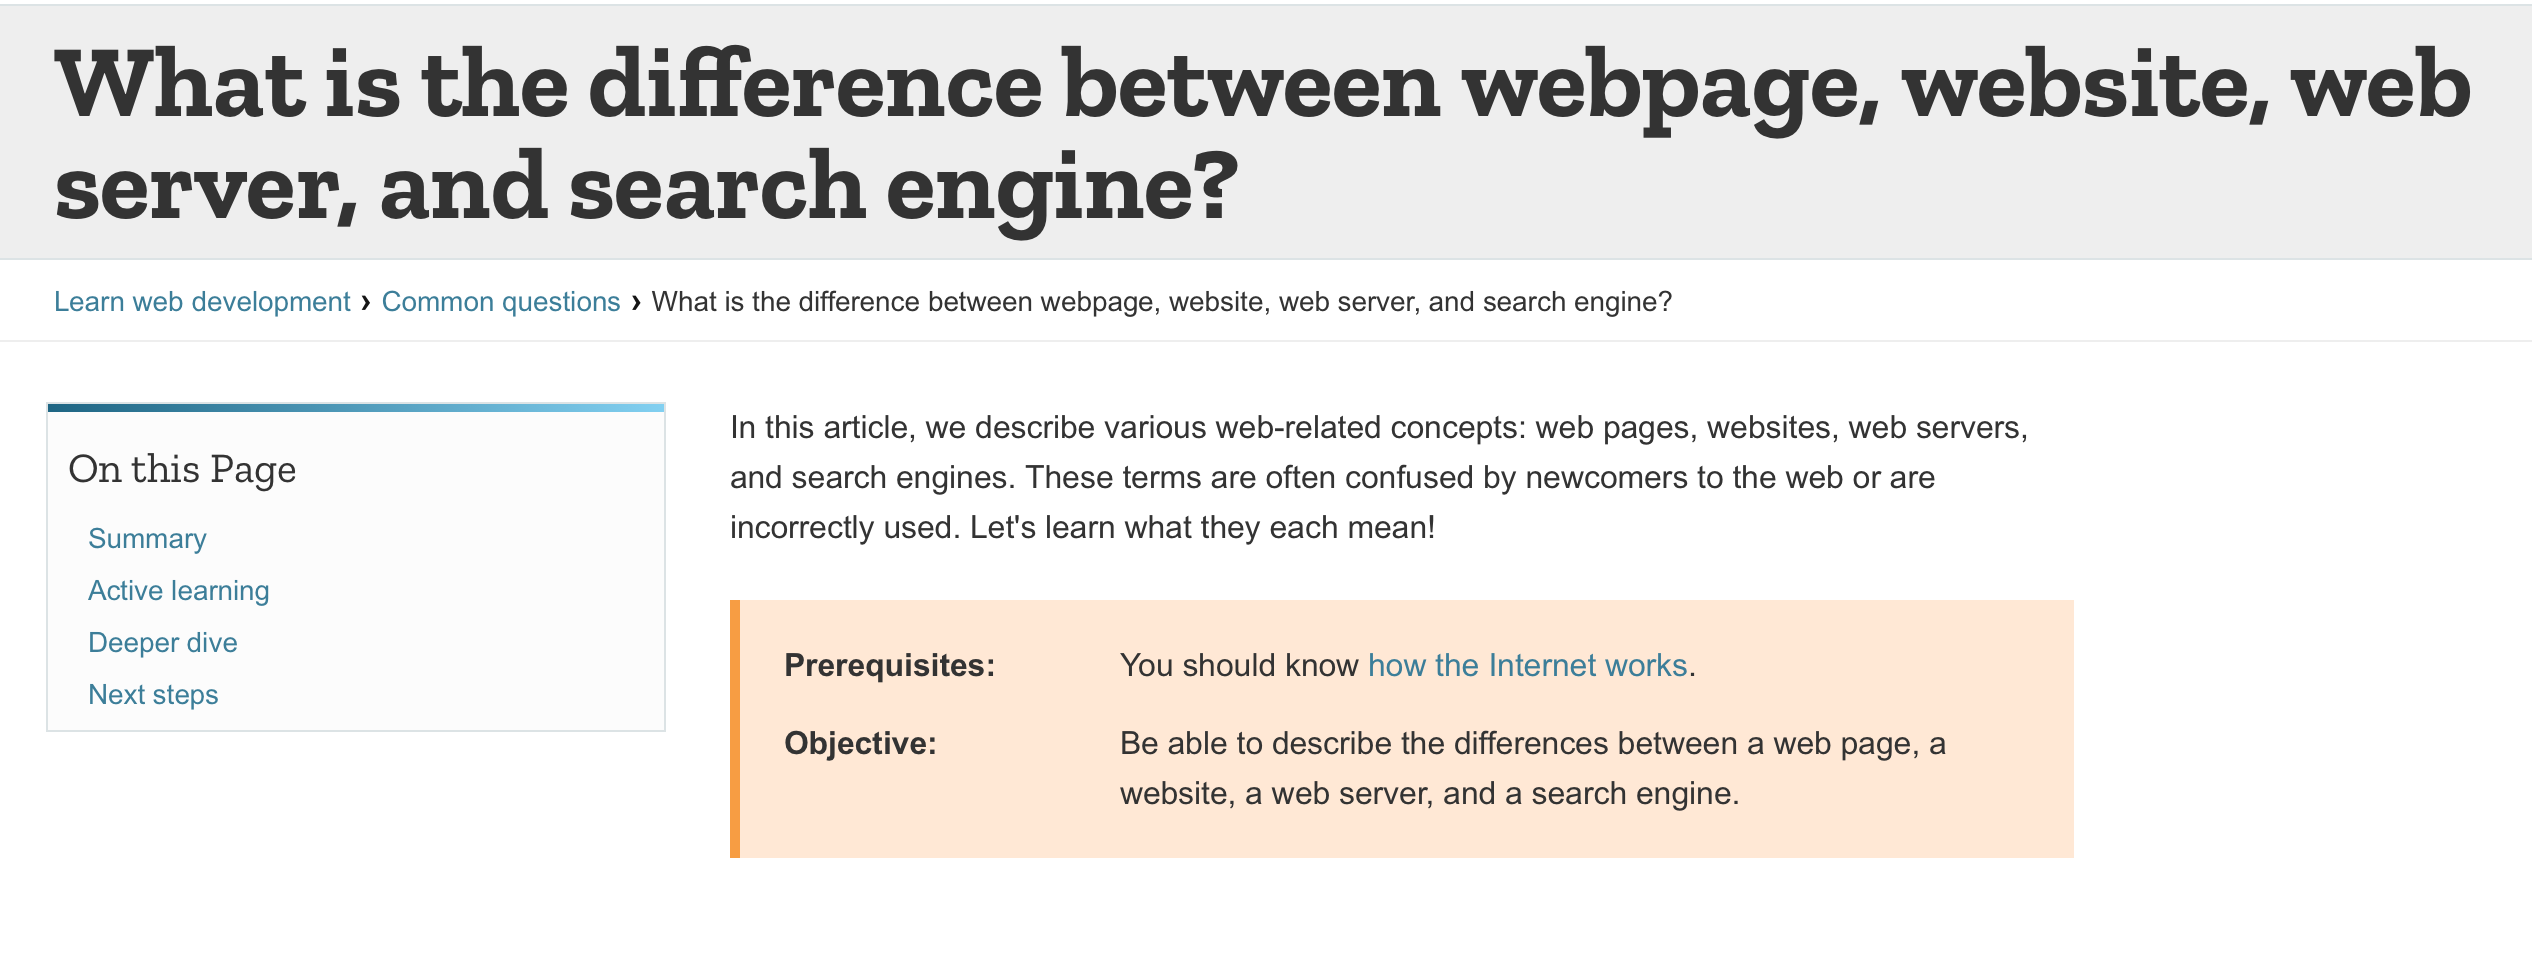 What is the difference between webpage, website, web
server, and search engine?
Learn web development › Common questions › What is the difference between webpage, website, web server, and search engine?
On this Page
Summary
Active learning
Deeper dive
Next steps
In this article, we describe various web-related concepts: web pages, websites, web servers,
and search engines. These terms are often confused by newcomers to the web or are
incorrectly used. Let's learn what they each mean!
Prerequisites: You should know how the Internet works.
Objective: Be able to describe the differences between a web page, a
website, a web server, and a search engine.